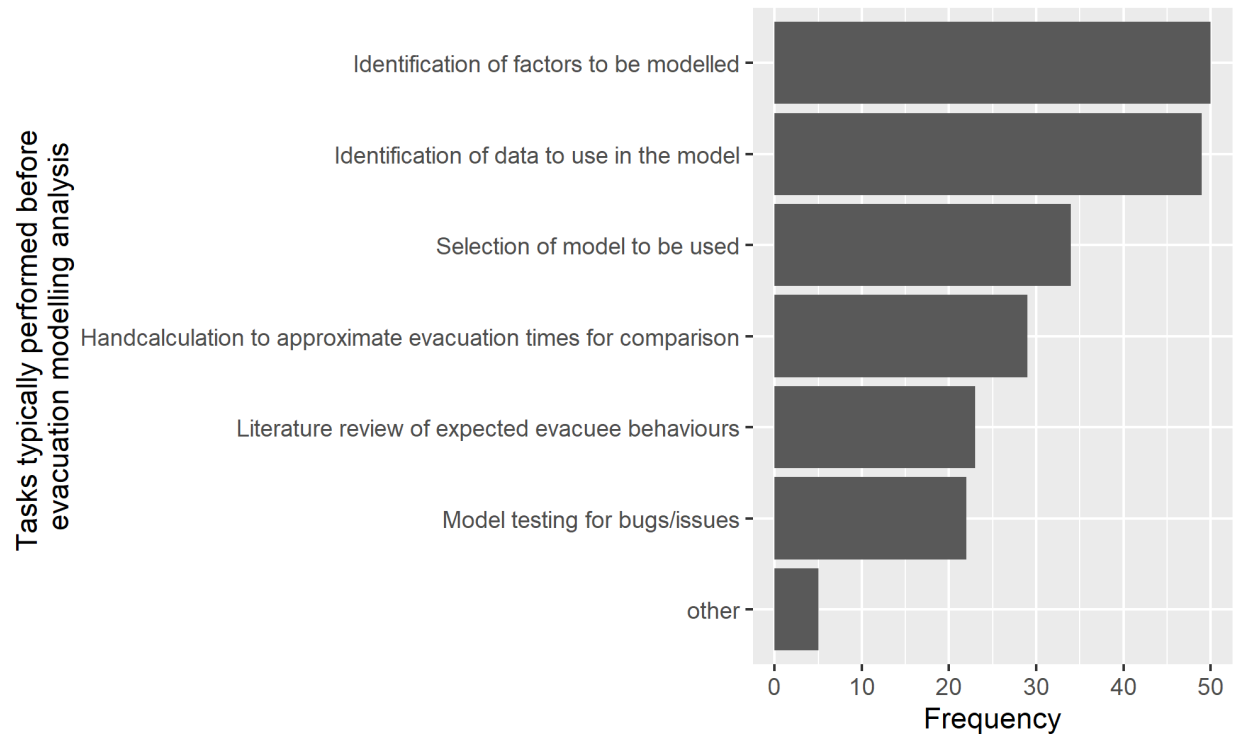 Tasks typically performed before
evacuation modelling analysis
Identification of factors to be modelled
Identification of data to use in the model
Selection of model to be used
Handcalculation to approximate evacuation times for comparison
Literature review of expected evacuee behaviours
Model testing for bugs/issues
other
0 10 20 30 40 50
Frequency